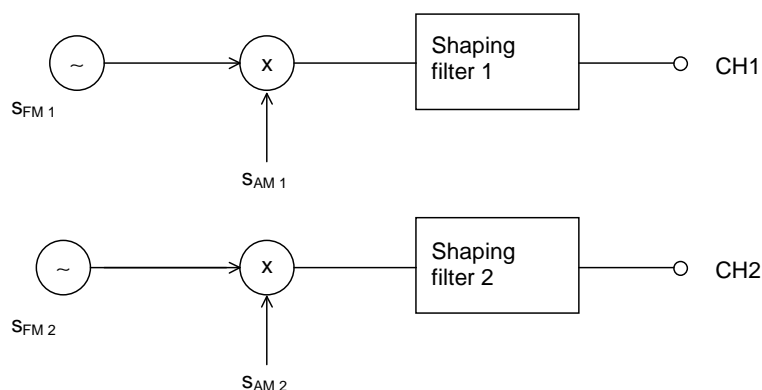 ~
x
Shaping
filter 1
CH1
sFM 1
sAM 1
~
x
Shaping
filter 2
CH2
sFM 2
sAM 2